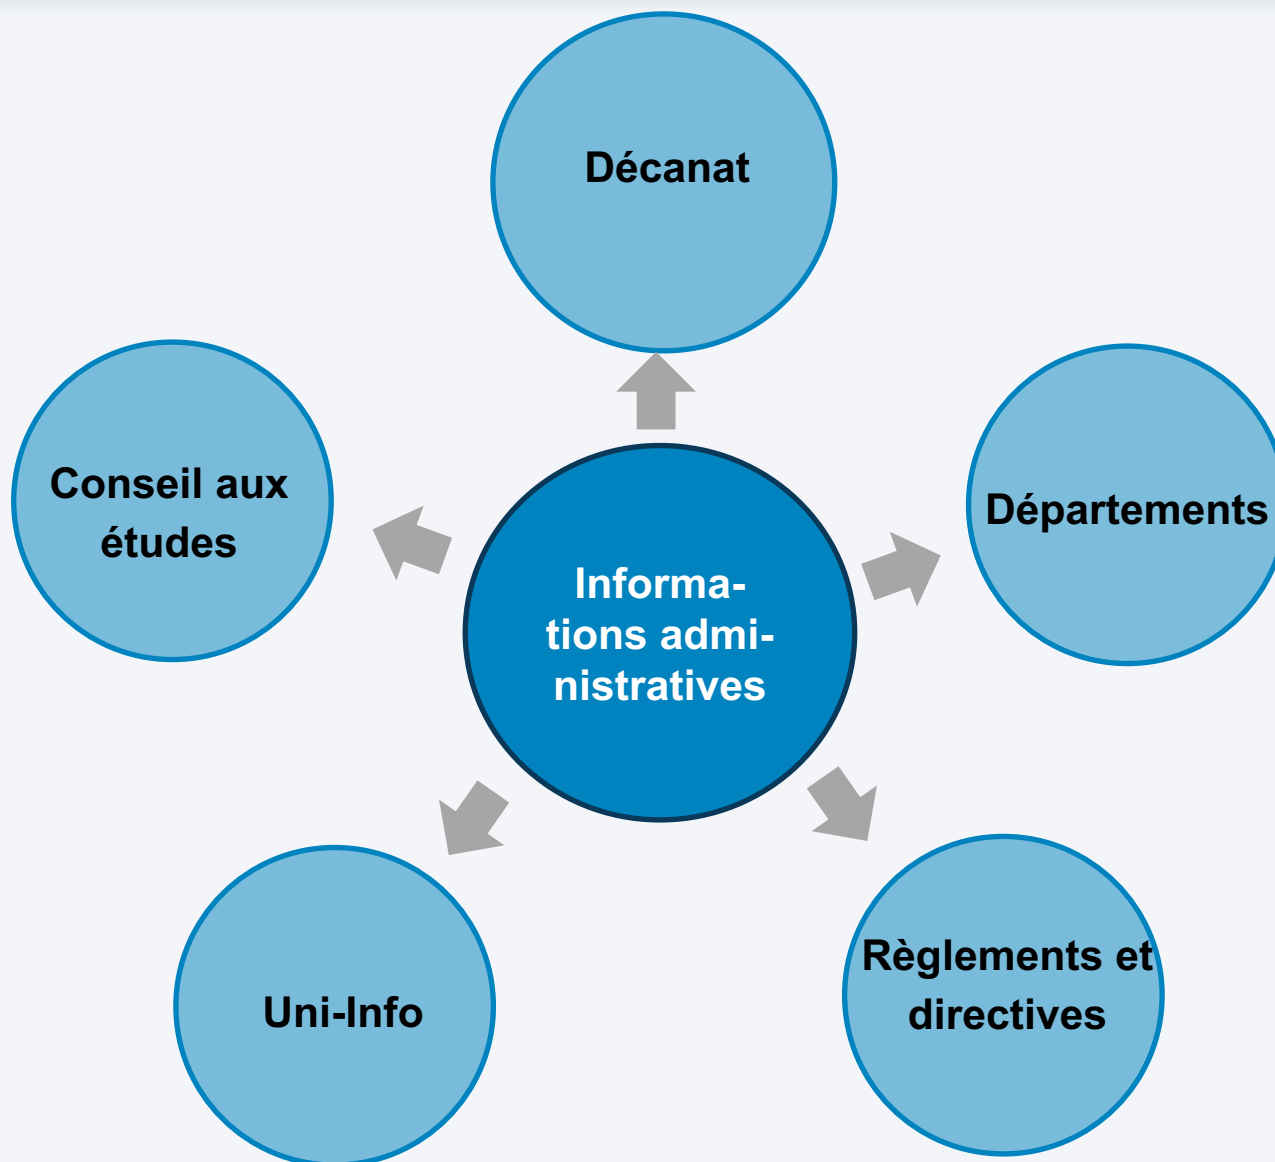 Décanat
Conseil aux
études
Départements
Informa-
tions admi-
nistratives
Règlements et
directives
Uni-Info